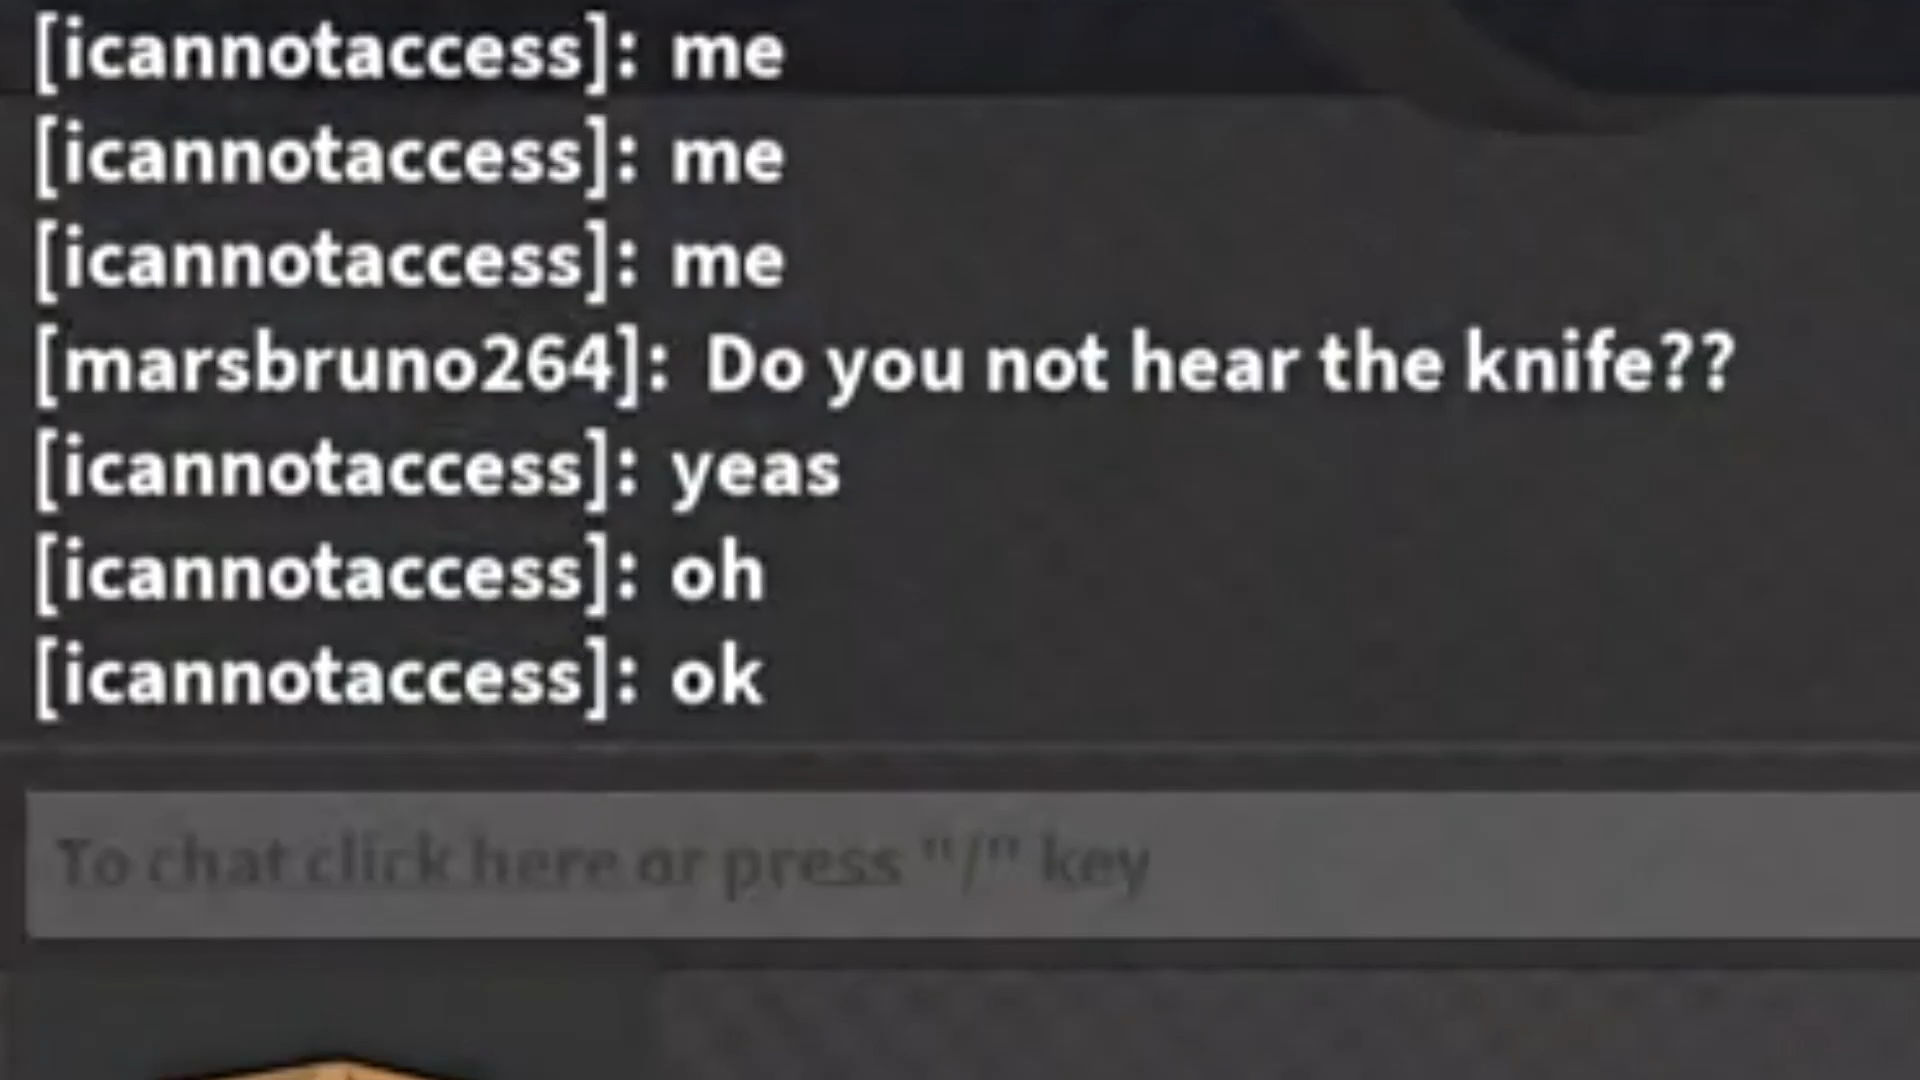 [icannotaccess]: me
[icannotaccess]: me
[icannotaccess]: me
[marsbruno264]: Do you not hear the knife??
[icannotaccess]: yeas
[icannotaccess]: oh
[icannotaccess]: ok
To chat click here or press "/" key